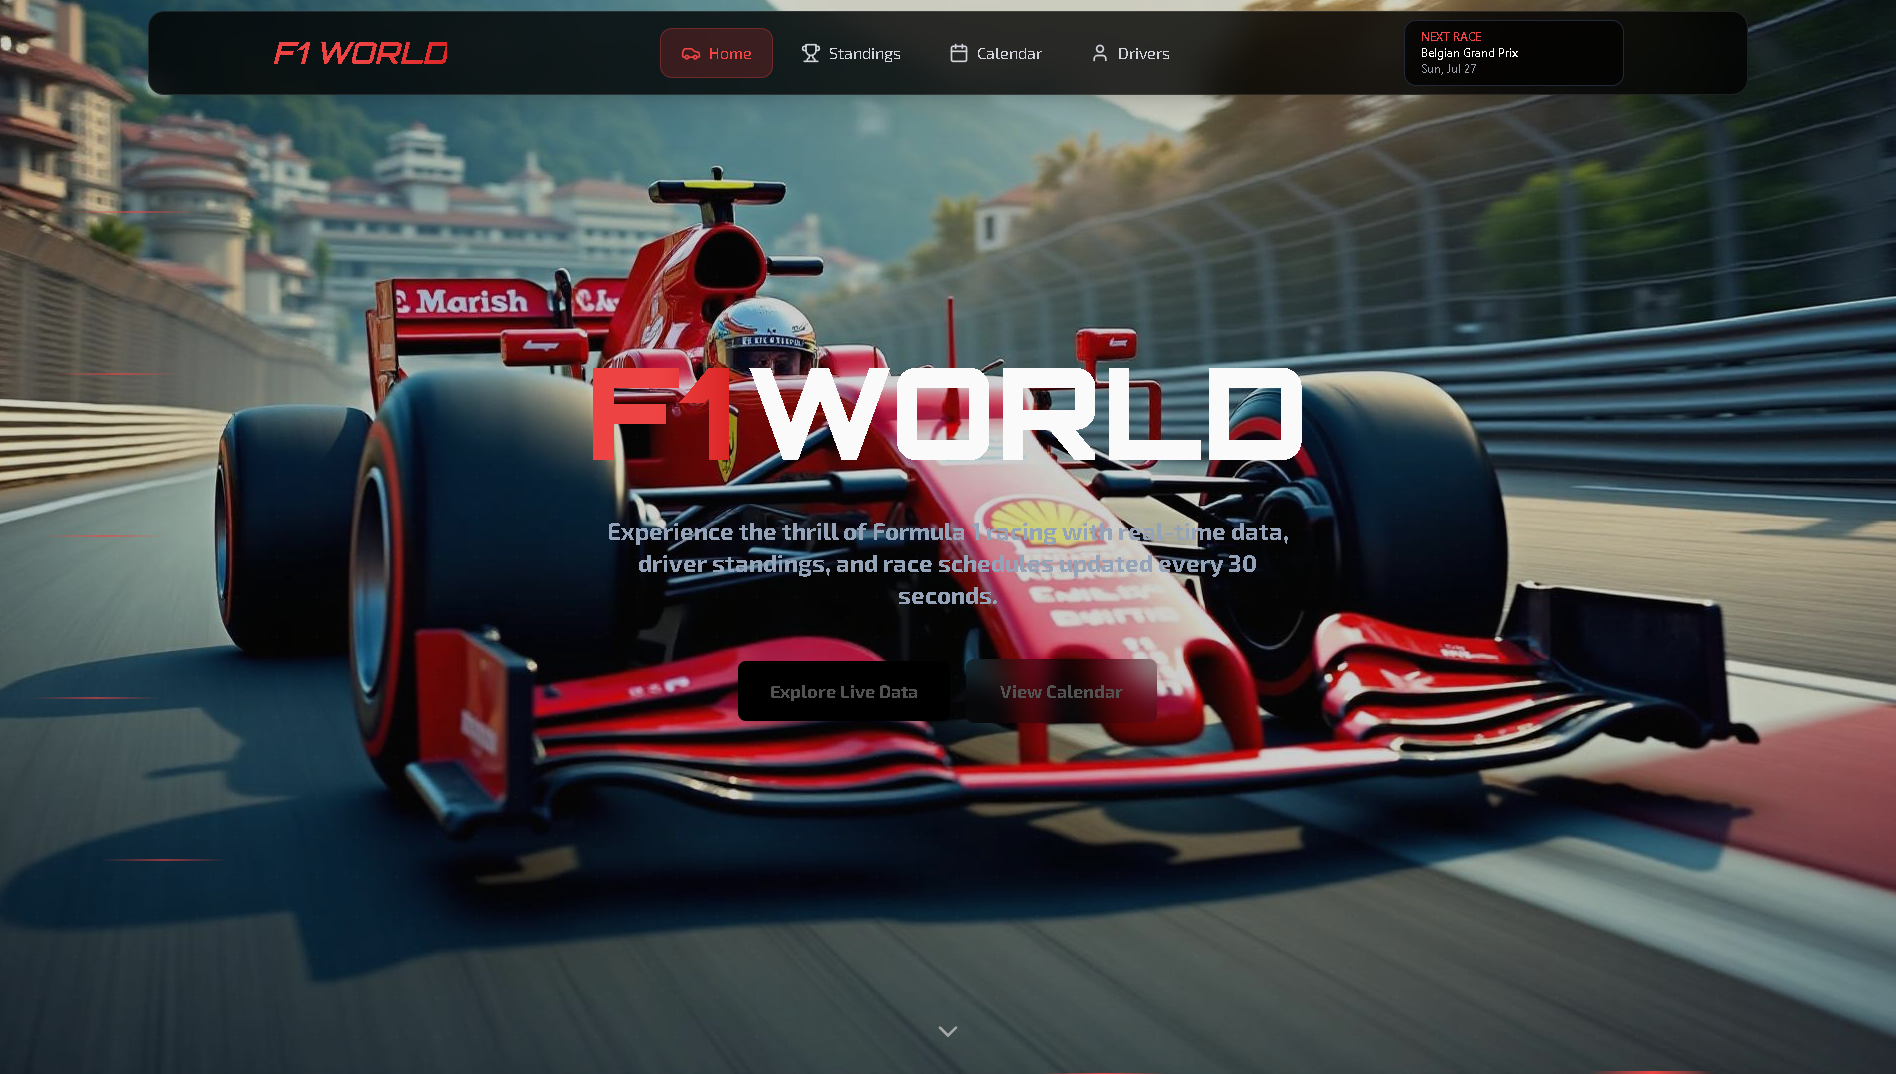 F1 WORLD
Home
Standings
Calendar
Drivers
NEXT RACE
Belgian Grand Prix
Sun, Jul 27
Marish
F1 WORLD
Experience the thrill of Formula 1 racing with real-time data,
driver standings, and race schedules updated every 30
seconds.
Explore Live Data
View Calendar